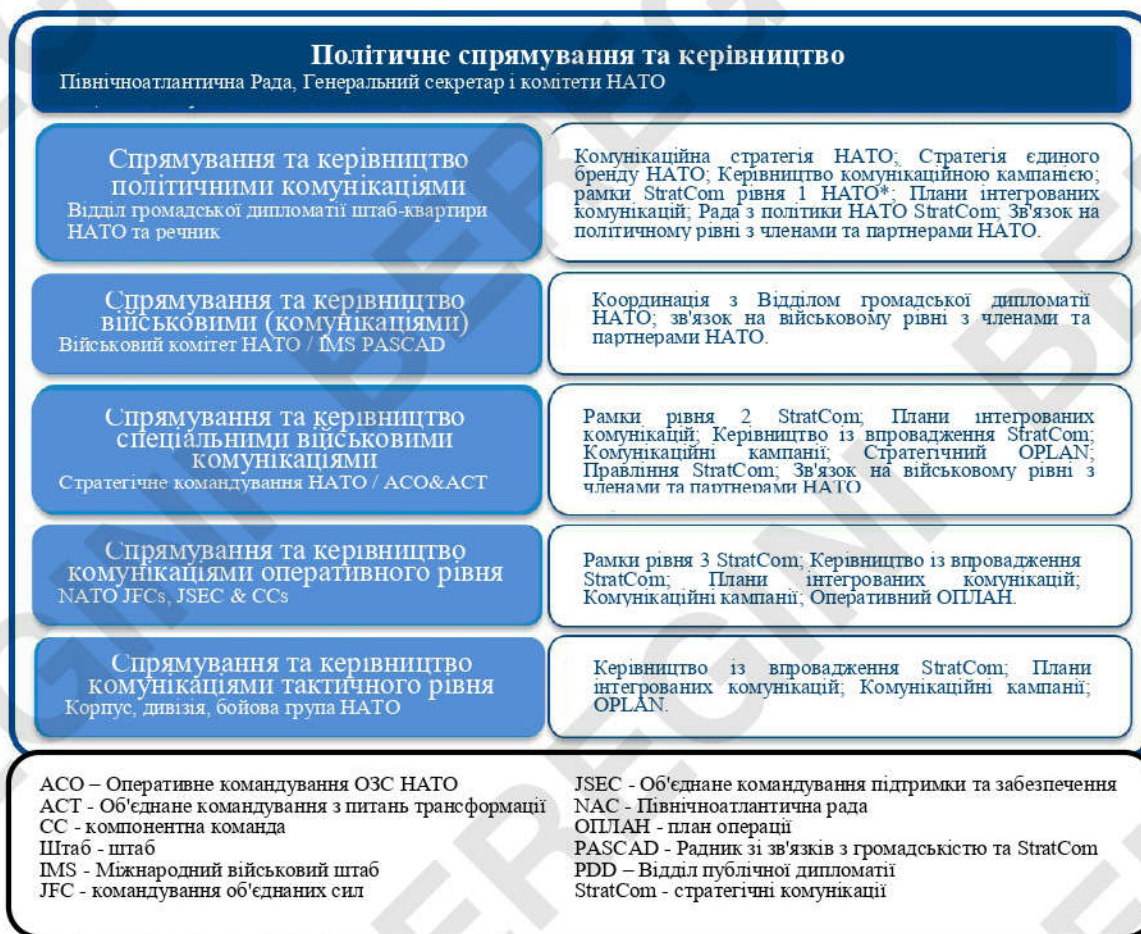 Політичне спрямування та керівництво
Північноатлантична Рада, Генеральний секретар і комітети НАТО
Спрямування та керівництво
політичними комунікаціями
Відділ громадської дипломатії штаб-квартири
НАТО та речник
Комунікаційна стратегія НАТО; Стратегія єдиного
бренду НАТО; Керівництво комунікаційною кампанією;
рамки StratCom рівня 1 НАТО*; Плани інтегрованих
комунікацій; Рада з політики НАТО StratCom; Зв'язок на
політичному рівні з членами та партнерами НАТО.
Спрямування та керівництво
військовими (комунікаціями)
Військовий комітет НАТО / IMS PASCAD
Координація з Відділом громадської дипломатії
НАТО; зв'язок на військовому рівні з членами та
партнерами НАТО.
Спрямування та керівництво
спеціальними військовими
комунікаціями
Стратегічне командування НАТО / ACO&ACT
Рамки рівня 2 StratCom; Плани інтегрованих
комунікацій; Керівництво із впровадження StratCom;
Комунікаційні кампанії; Стратегічний OPLAN;
Правління StratCom; Зв'язок на військовому рівні з
членами та партнерами НАТО
Спрямування та керівництво
комунікаціями оперативного рівня
NATO JFCs, JSEC & CCs
Рамки рівня 3 StratCom; Керівництво із впровадження
StratCom; Плани інтегрованих комунікацій;
Комунікаційні кампанії; Оперативний ОПЛАН.
Спрямування та керівництво
комунікаціями тактичного рівня
Корпус, дивізія, бойова група НАТО
Керівництво із впровадження StratCom; Плани
інтегрованих комунікацій; Комунікаційні кампанії;
OPLAN.
ACO – Оперативне командування ОЗС НАТО
ACT - Об'єднане командування з питань трансформації
CC - компонентна команда
Штаб - штаб
IMS - Міжнародний військовий штаб
JFC - командування об'єднаних сил
JSEC - Об'єднане командування підтримки та забезпечення
NAC - Північноатлантична рада
ОПЛАН - план операції
PASCAD - Радник зі зв'язків з громадськістю та StratCom
PDD – Відділ публічної дипломатії
StratCom - стратегічні комунікації
BEREGINI